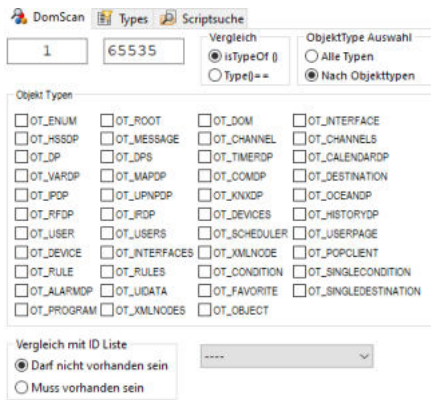 DomScan Types Scriptsuche
Vergleich ObjektType Auswahl
1 65535 isTypeOf () Alle Typen
Type()== Nach Objekttypen
Objekt Typen
OT_ENUM OT_ROOT OT_DOM OT_INTERFACE
OT_HSSDP OT_MESSAGE OT_CHANNEL OT_CHANNELS
OT_DP OT_DPS OT_TIMERDP OT_CALENDARDP
OT_VARDP OT_MAPDP OT_COMDP OT_DESTINATION
OT_IPDP OT_UPNPDP OT_KNXDP OT_OCEANDP
OT_RFDP OT_IRDP OT_DEVICES OT_HISTORYDP
OT_USER OT_USERS OT_SCHEDULER OT_USERPAGE
OT_DEVICE OT_INTERFACES OT_XMLNODE OT_POPCLIENT
OT_RULE OT_RULES OT_CONDITION OT_SINGLECONDITION
OT_ALARMDP OT_UIDATA OT_FAVORITE OT_SINGLEDESTINATION
OT_PROGRAM OT_XMLNODES OT_OBJECT
Vergleich mit ID Liste
Darf nicht vorhanden sein ----
Muss vorhanden sein